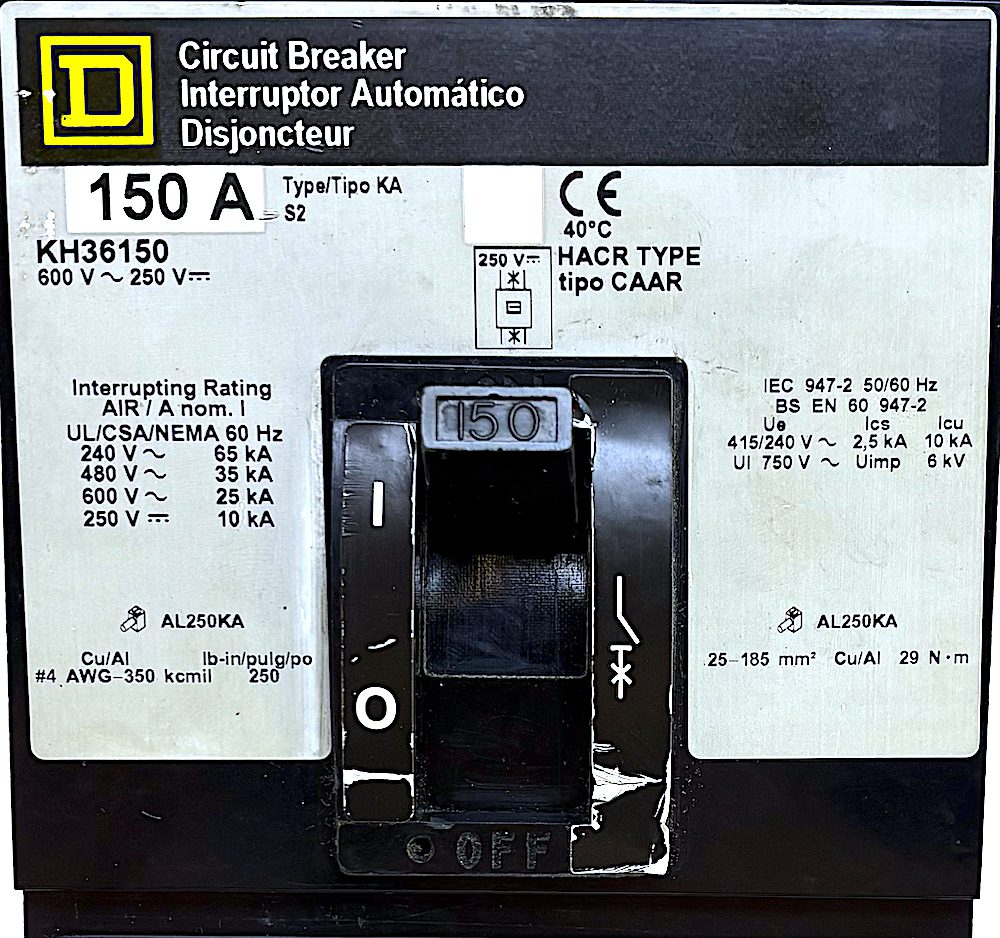 D
Circuit Breaker
Interruptor Automático
Disjoncteur
150 A
Type/Tipo KA
S2
CE
40°C
KH36150
600 V ~ 250 V⎓
250 V⎓
HACR TYPE
tipo CAAR
Interrupting Rating
AIR / A nom. I
UL/CSA/NEMA 60 Hz
240 V ~ 65 kA
480 V ~ 35 kA
600 V ~ 25 kA
250 V ⎓ 10 kA
AL250KA
Cu/Al lb-in/pulg/po
#4 AWG–350 kcmil 250
150
I
O
OFF
IEC 947-2 50/60 Hz
BS EN 60 947-2
Ue Ics Icu
415/240 V ~ 2,5 kA 10 kA
UI 750 V ~ Uimp 6 kV
AL250KA
25–185 mm² Cu/Al 29 N·m